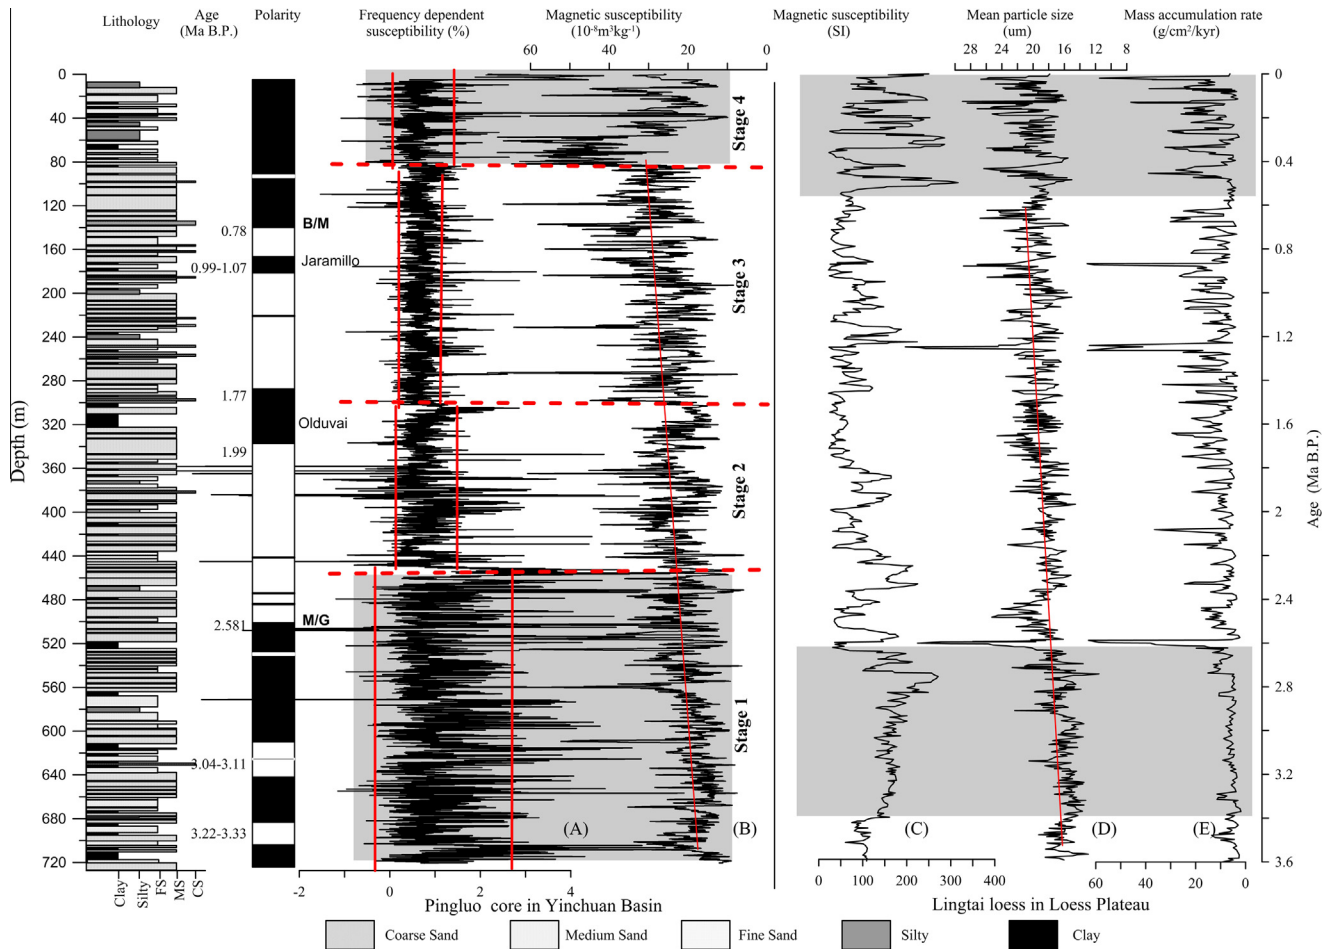 Lithology
Age
(Ma B.P.)
Polarity
Frequency dependent
susceptibility (%)
Magnetic susceptibility
(10⁻⁸m³kg⁻¹)
60 40 20 0
Magnetic susceptibility
(SI)
Mean particle size
(um)
28 24 20 16 12 8
Mass accumulation rate
(g/cm²/kyr)
Depth (m)
0
40
80
120
160
200
240
280
320
360
400
440
480
520
560
600
640
680
720
0.78
0.99-1.07
1.77
1.99
2.581
3.04-3.11
3.22-3.33
B/M
Jaramillo
Olduvai
M/G
Stage 4
Stage 3
Stage 2
Stage 1
(A)
(B)
(C)
(D)
(E)
0
0.4
0.8
1.2
1.6
2
2.4
2.8
3.2
3.6
Age (Ma B.P.)
Clay
Silty
FS
MS
CS
-2 0 2 4
0 100 200 300 400
60 40 20 0
Pingluo core in Yinchuan Basin
Lingtai loess in Loess Plateau
Coarse Sand
Medium Sand
Fine Sand
Silty
Clay